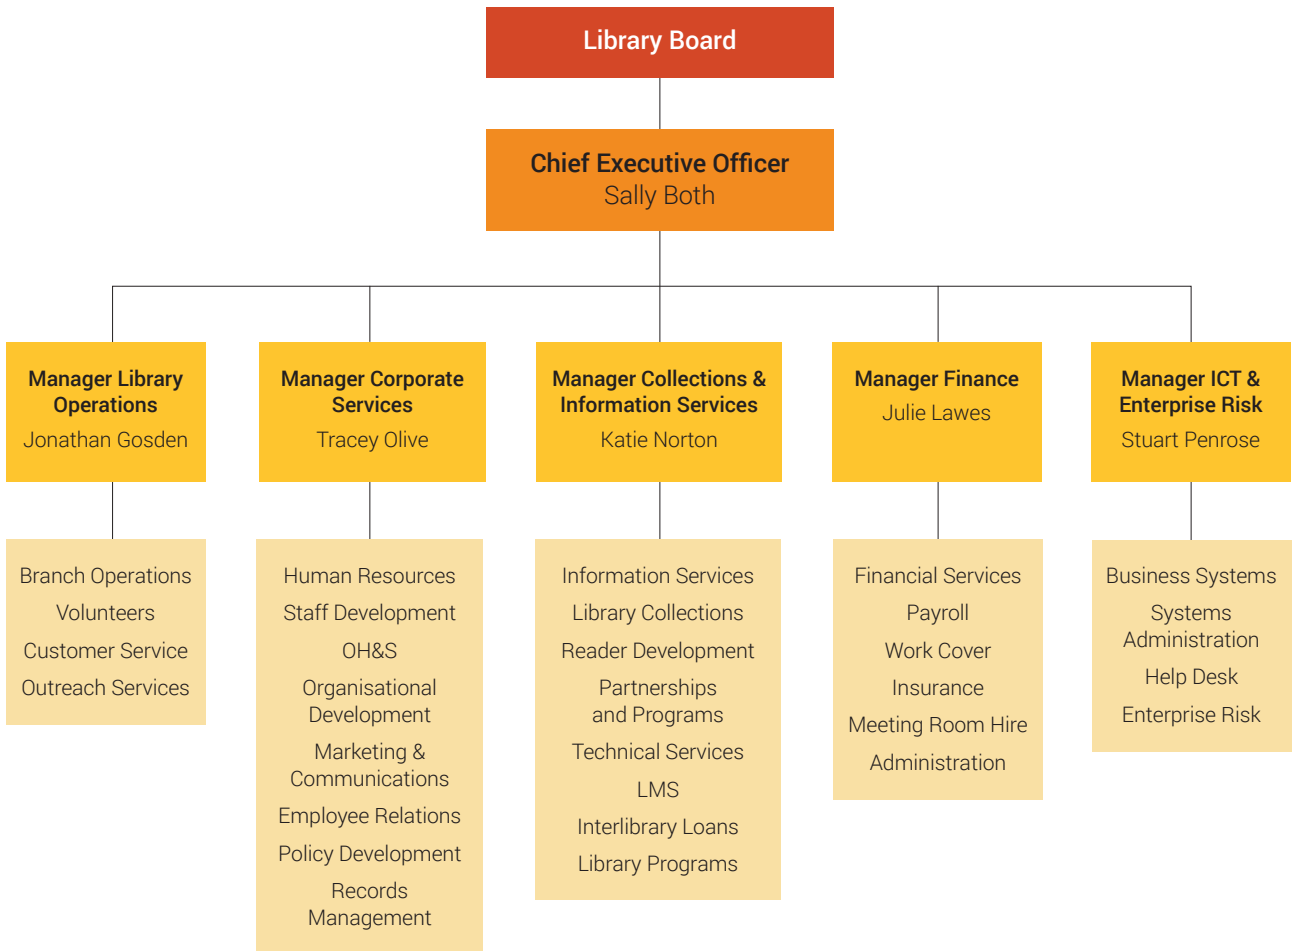 Library Board
Chief Executive Officer
Sally Both
Manager Library
Operations
Jonathan Gosden
Manager Corporate
Services
Tracey Olive
Manager Collections &
Information Services
Katie Norton
Manager Finance
Julie Lawes
Manager ICT &
Enterprise Risk
Stuart Penrose
Branch Operations
Volunteers
Customer Service
Outreach Services
Human Resources
Staff Development
OH&S
Organisational
Development
Marketing &
Communications
Employee Relations
Policy Development
Records
Management
Information Services
Library Collections
Reader Development
Partnerships
and Programs
Technical Services
LMS
Interlibrary Loans
Library Programs
Financial Services
Payroll
Work Cover
Insurance
Meeting Room Hire
Administration
Business Systems
Systems
Administration
Help Desk
Enterprise Risk